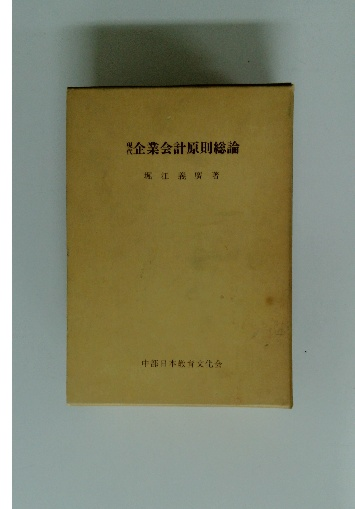 現代企業会計原則総論
堀江義廣著
中部日本教育文化会